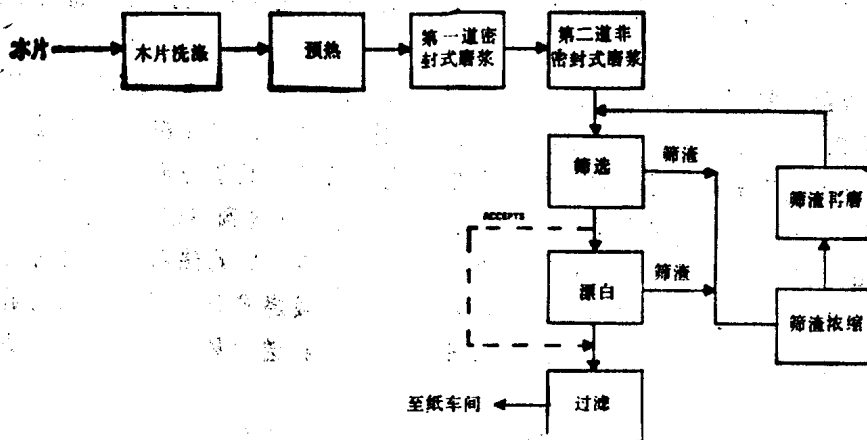 木片
木片洗涤
预热
第一道密
封式磨浆
第二道非
密封式磨浆
筛选
筛渣
筛渣再磨
ACCEPTS
漂白
筛渣
筛渣浓缩
至纸车间
过滤